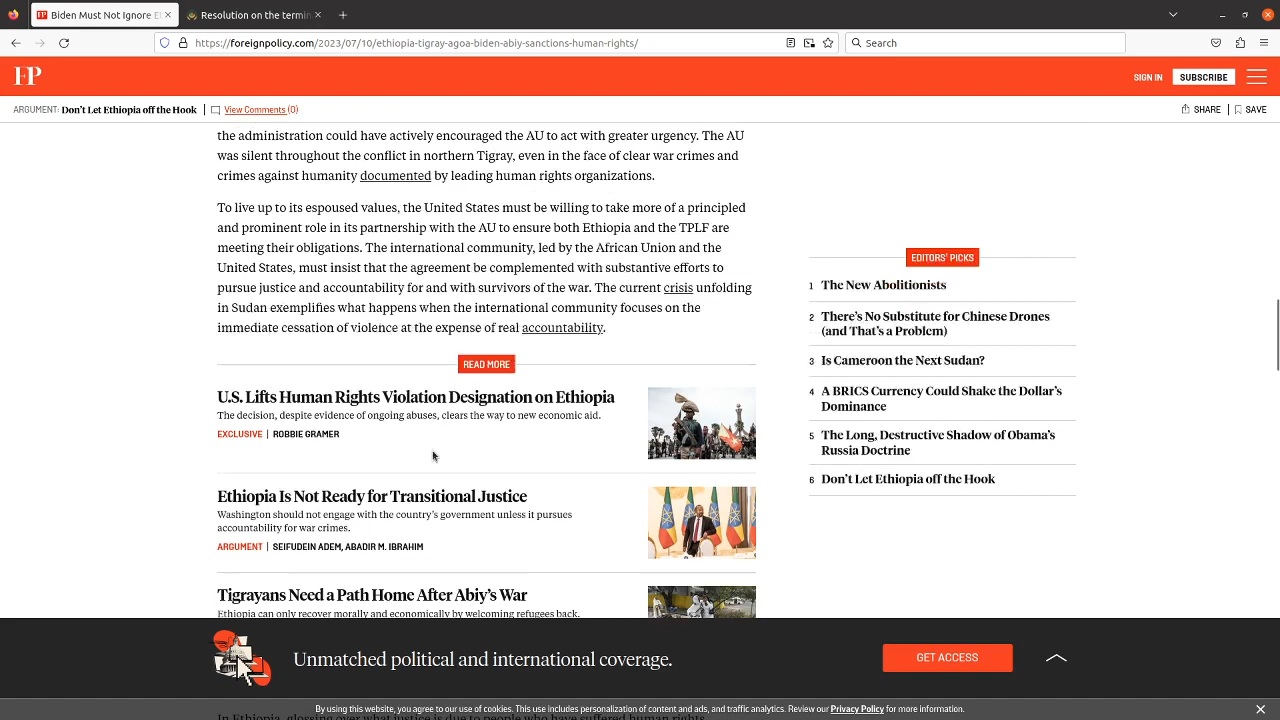 Biden Must Not Ignore Et
Resolution on the termin
https://foreignpolicy.com/2023/07/10/ethiopia-tigray-agoa-biden-abiy-sanctions-human-rights/
Search
FP
SIGN IN
SUBSCRIBE
ARGUMENT: Don't Let Ethiopia off the Hook
View Comments (0)
SHARE
SAVE
the administration could have actively encouraged the AU to act with greater urgency. The AU
was silent throughout the conflict in northern Tigray, even in the face of clear war crimes and
crimes against humanity documented by leading human rights organizations.
To live up to its espoused values, the United States must be willing to take more of a principled
and prominent role in its partnership with the AU to ensure both Ethiopia and the TPLF are
meeting their obligations. The international community, led by the African Union and the
United States, must insist that the agreement be complemented with substantive efforts to
pursue justice and accountability for and with survivors of the war. The current crisis unfolding
in Sudan exemplifies what happens when the international community focuses on the
immediate cessation of violence at the expense of real accountability.
READ MORE
U.S. Lifts Human Rights Violation Designation on Ethiopia
The decision, despite evidence of ongoing abuses, clears the way to new economic aid.
EXCLUSIVE | ROBBIE GRAMER
Ethiopia Is Not Ready for Transitional Justice
Washington should not engage with the country's government unless it pursues
accountability for war crimes.
ARGUMENT | SEIFUDEIN ADEM, ABADIR M. IBRAHIM
Tigrayans Need a Path Home After Abiy's War
Ethiopia can only recover morally and economically by welcoming refugees back.
EDITORS' PICKS
1 The New Abolitionists
2 There's No Substitute for Chinese Drones
(and That's a Problem)
3 Is Cameroon the Next Sudan?
4 A BRICS Currency Could Shake the Dollar's
Dominance
5 The Long, Destructive Shadow of Obama's
Russia Doctrine
6 Don't Let Ethiopia off the Hook
Unmatched political and international coverage.
GET ACCESS
By using this website, you agree to our use of cookies. This use includes personalization of content and ads, and traffic analytics. Review our Privacy Policy for more information.
in Ethiopia, glossing over what justice is due to people who have suffered human rights